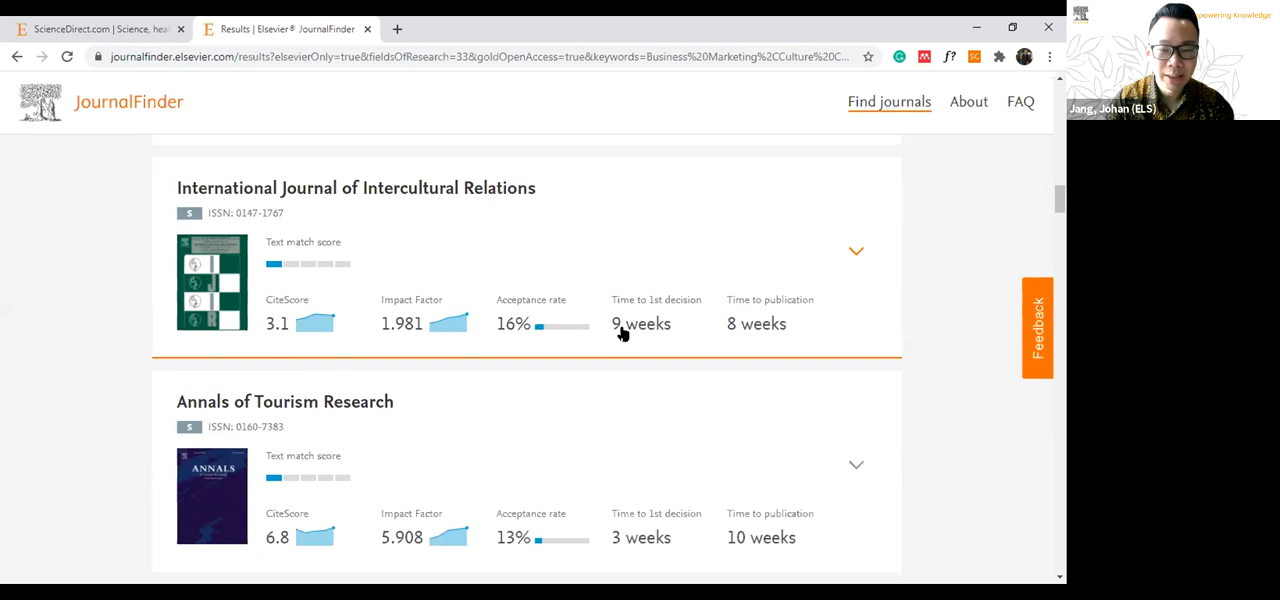 ScienceDirect.com | Science, hea
Results | Elsevier® JournalFinder
journalfinder.elsevier.com/results?elsevierOnly=true&fieldsOfResearch=33&goldOpenAccess=true&keywords=Business%20Marketing%2CCulture%20C...
JournalFinder
Find journals
About
FAQ
International Journal of Intercultural Relations
S ISSN: 0147-1767
Text match score
CiteScore
Impact Factor
Acceptance rate
Time to 1st decision
Time to publication
3.1
1.981
16%
9 weeks
8 weeks
Annals of Tourism Research
S ISSN: 0160-7383
ANNALS
Text match score
CiteScore
Impact Factor
Acceptance rate
Time to 1st decision
Time to publication
6.8
5.908
13%
3 weeks
10 weeks
Feedback
powering Knowledge
Jang, Johan (ELS)